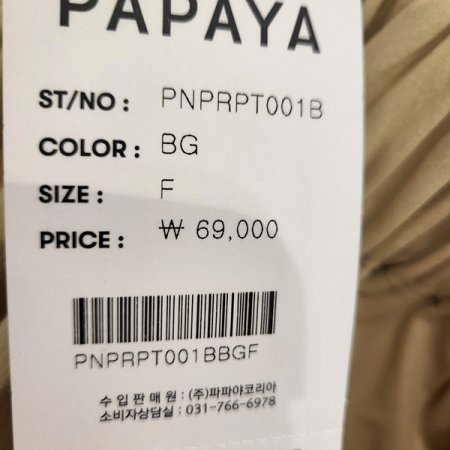 PAPAYA
ST/NO : PNPRPT001B
COLOR : BG
SIZE : F
PRICE : ₩ 69,000
PNPRPT001BBGF
수 입 판 매 원 : (주)파파야코리아
소비자상담실 : 031-766-6978